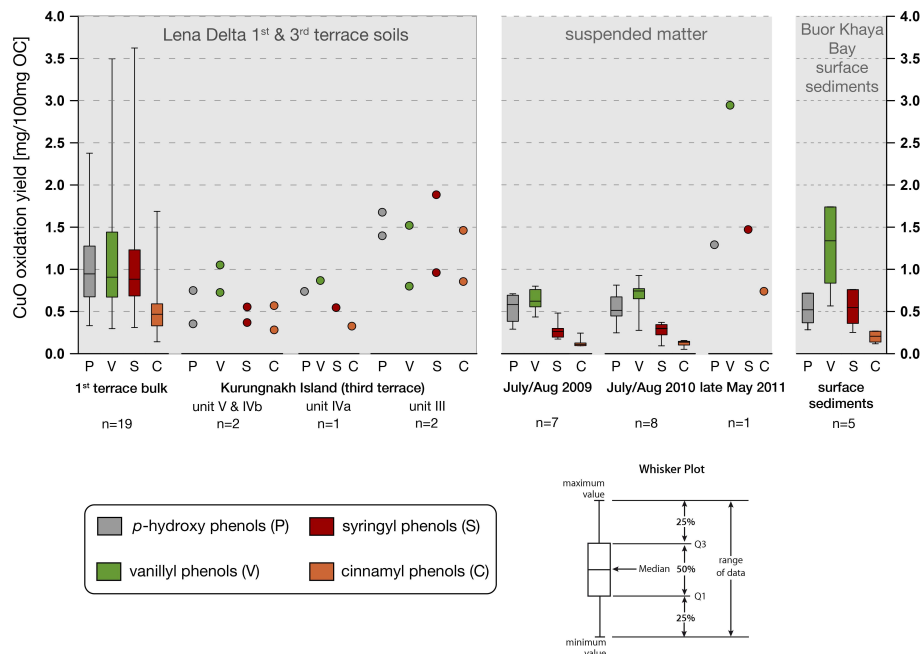 CuO oxidation yield [mg/100mg OC]
4.0
3.5
3.0
2.5
2.0
1.5
1.0
0.5
0.0
Lena Delta 1st & 3rd terrace soils
suspended matter
Buor Khaya
Bay
surface
sediments
4.0
3.5
3.0
2.5
2.0
1.5
1.0
0.5
0.0
P V S C P V S C P V S C P V S C P V S C P V S C P V S C P V S C
1st terrace bulk
Kurungnakh Island (third terrace)
July/Aug 2009
July/Aug 2010
late May 2011
surface
sediments
unit V & IVb
unit IVa
unit III
n=19
n=2
n=1
n=2
n=7
n=8
n=1
n=5
p-hydroxy phenols (P)
syringyl phenols (S)
vanillyl phenols (V)
cinnamyl phenols (C)
Whisker Plot
maximum
value
25%
Q3
Median
50%
range
of data
Q1
25%
minimum
value